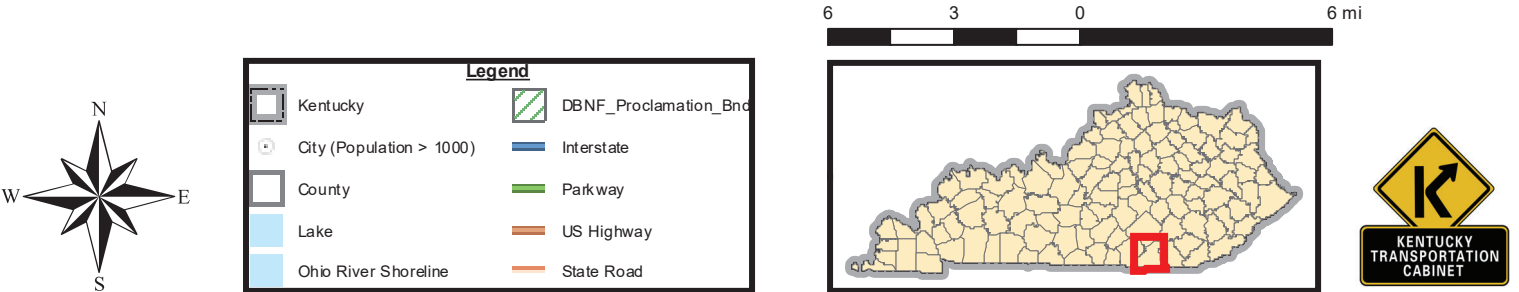 6 3 0 6 mi
Legend
N
Kentucky
DBNF_Proclamation_Bnd
City (Population > 1000)
Interstate
W
E
County
Parkway
Lake
US Highway
Ohio River Shoreline
State Road
S
K
KENTUCKY
TRANSPORTATION
CABINET